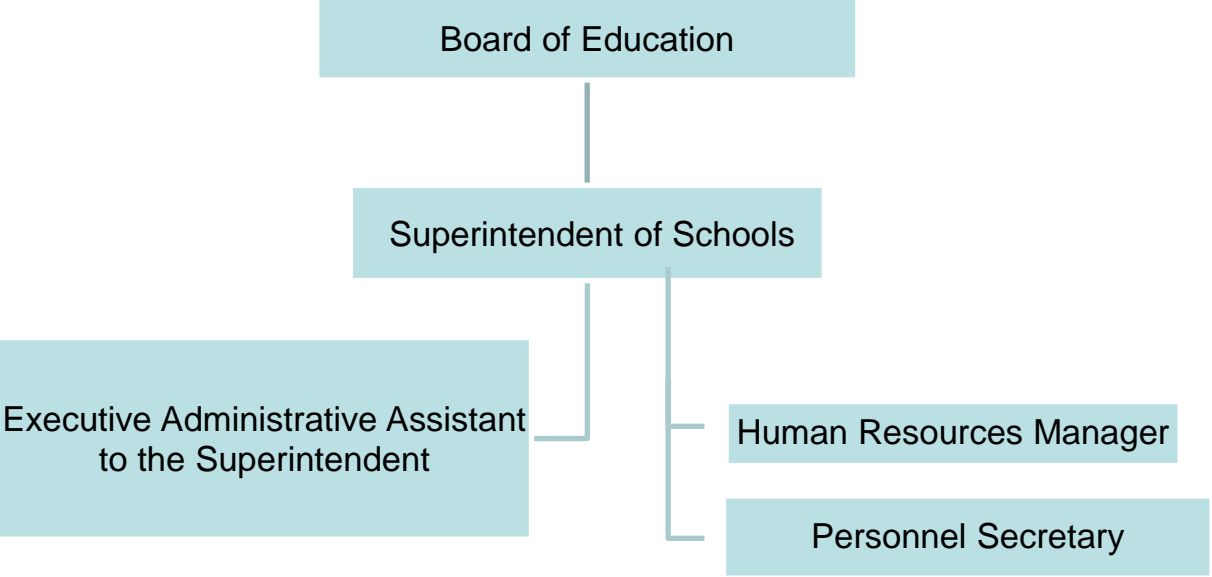 Board of Education
Superintendent of Schools
Executive Administrative Assistant
to the Superintendent
Human Resources Manager
Personnel Secretary